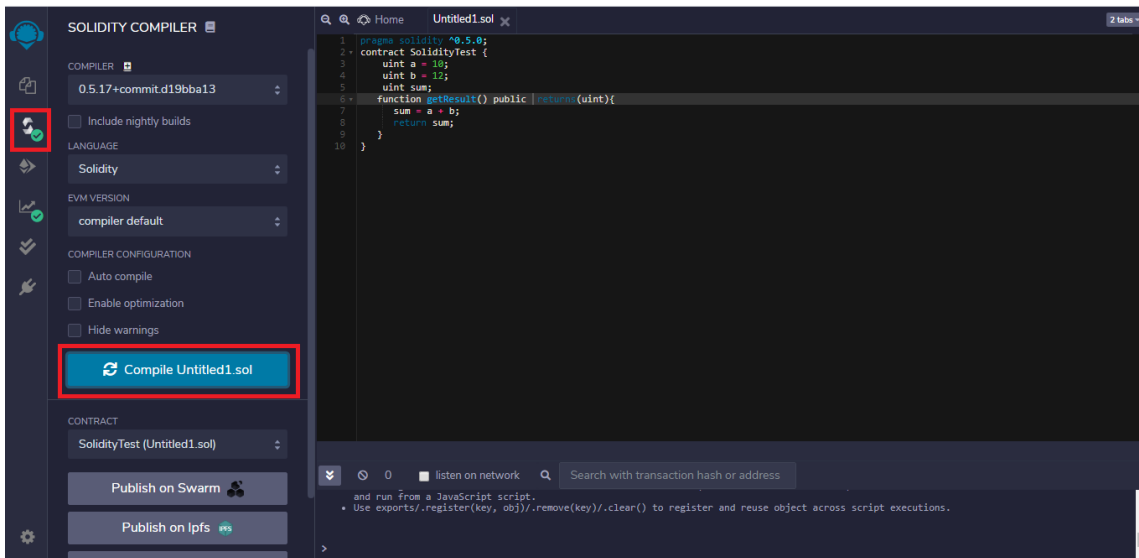 SOLIDITY COMPILER
COMPILER
0.5.17+commit.d19bba13
Include nightly builds
LANGUAGE
Solidity
EVM VERSION
compiler default
COMPILER CONFIGURATION
Auto compile
Enable optimization
Hide warnings
Compile Untitled1.sol
CONTRACT
SolidityTest (Untitled1.sol)
Publish on Swarm
Publish on Ipfs
IPFS
Home Untitled1.sol
2 tabs
1 pragma solidity ^0.5.0;
2 contract SolidityTest {
3 uint a = 10;
4 uint b = 12;
5 uint sum;
6 function getResult() public returns(uint){
7 sum = a + b;
8 return sum;
9 }
10 }
0 listen on network Search with transaction hash or address
and run from a JavaScript script.
• Use exports/.register(key, obj)/.remove(key)/.clear() to register and reuse object across script executions.
>